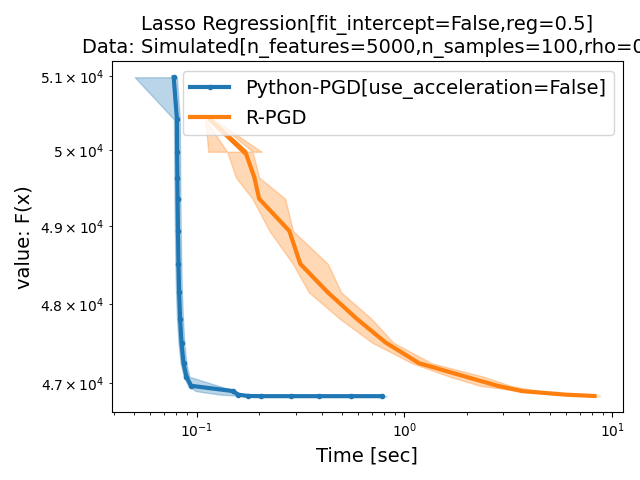 Lasso Regression[fit_intercept=False,reg=0.5]
Data: Simulated[n_features=5000,n_samples=100,rho=0
Python-PGD[use_acceleration=False]
R-PGD
value: F(x)
5.1 × 10⁴
5 × 10⁴
4.9 × 10⁴
4.8 × 10⁴
4.7 × 10⁴
10⁻¹
10⁰
10¹
Time [sec]